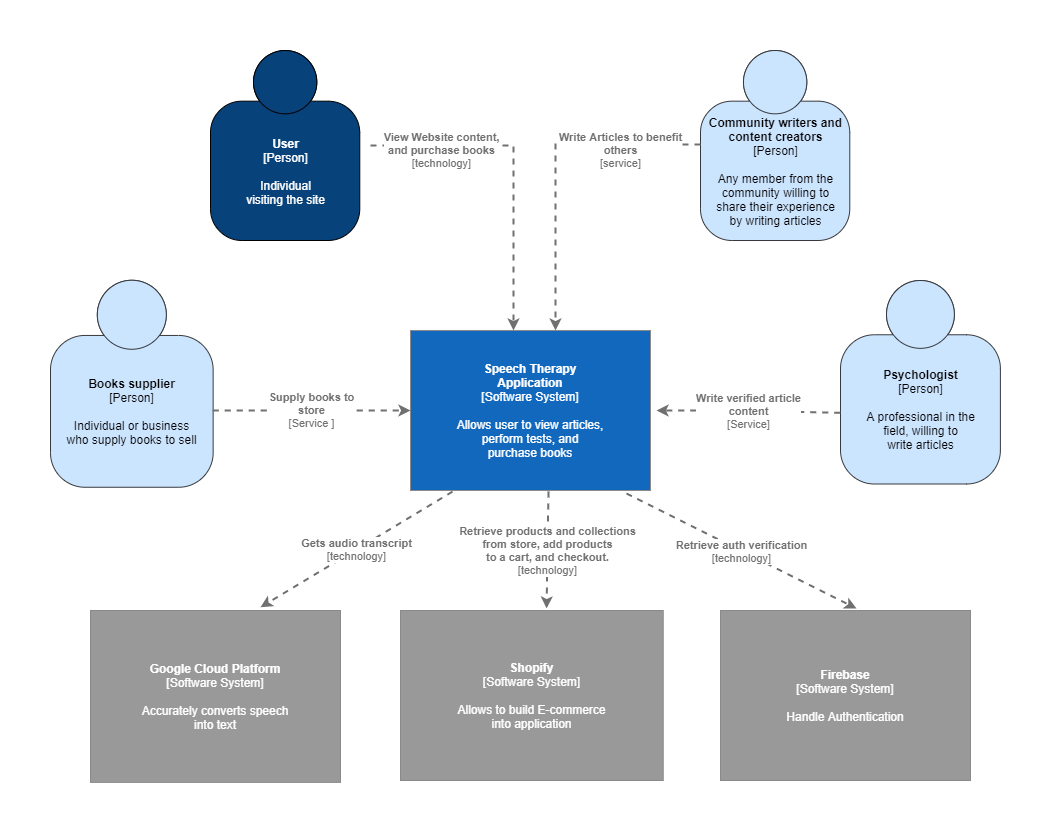 User
[Person]
Individual
visiting the site
View Website content,
and purchase books
[technology]
Write Articles to benefit
others
[service]
Community writers and
content creators
[Person]
Any member from the
community willing to
share their experience
by writing articles
Books supplier
[Person]
Individual or business
who supply books to sell
Supply books to
store
[Service ]
Speech Therapy
Application
[Software System]
Allows user to view articles,
perform tests, and
purchase books
Write verified article
content
[Service]
Psychologist
[Person]
A professional in the
field, willing to
write articles
Gets audio transcript
[technology]
Retrieve products and collections
from store, add products
to a cart, and checkout.
[technology]
Retrieve auth verification
[technology]
Google Cloud Platform
[Software System]
Accurately converts speech
into text
Shopify
[Software System]
Allows to build E-commerce
into application
Firebase
[Software System]
Handle Authentication